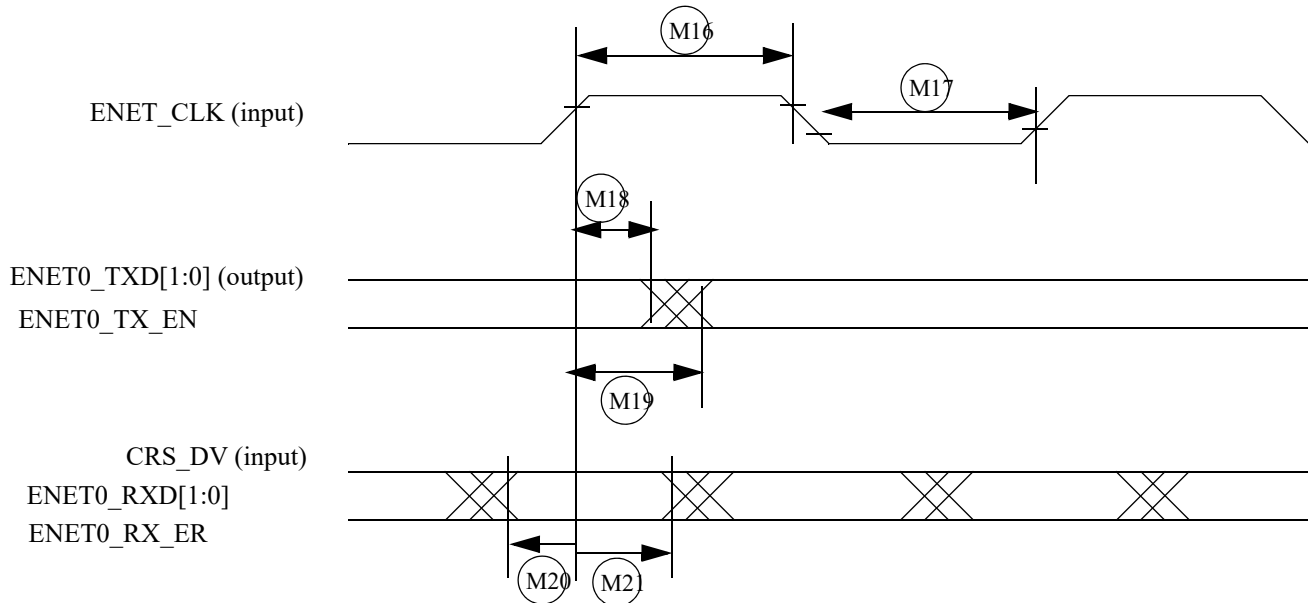 M16
M17
ENET_CLK (input)
M18
ENET0_TXD[1:0] (output)
ENET0_TX_EN
M19
CRS_DV (input)
ENET0_RXD[1:0]
ENET0_RX_ER
M20
M21